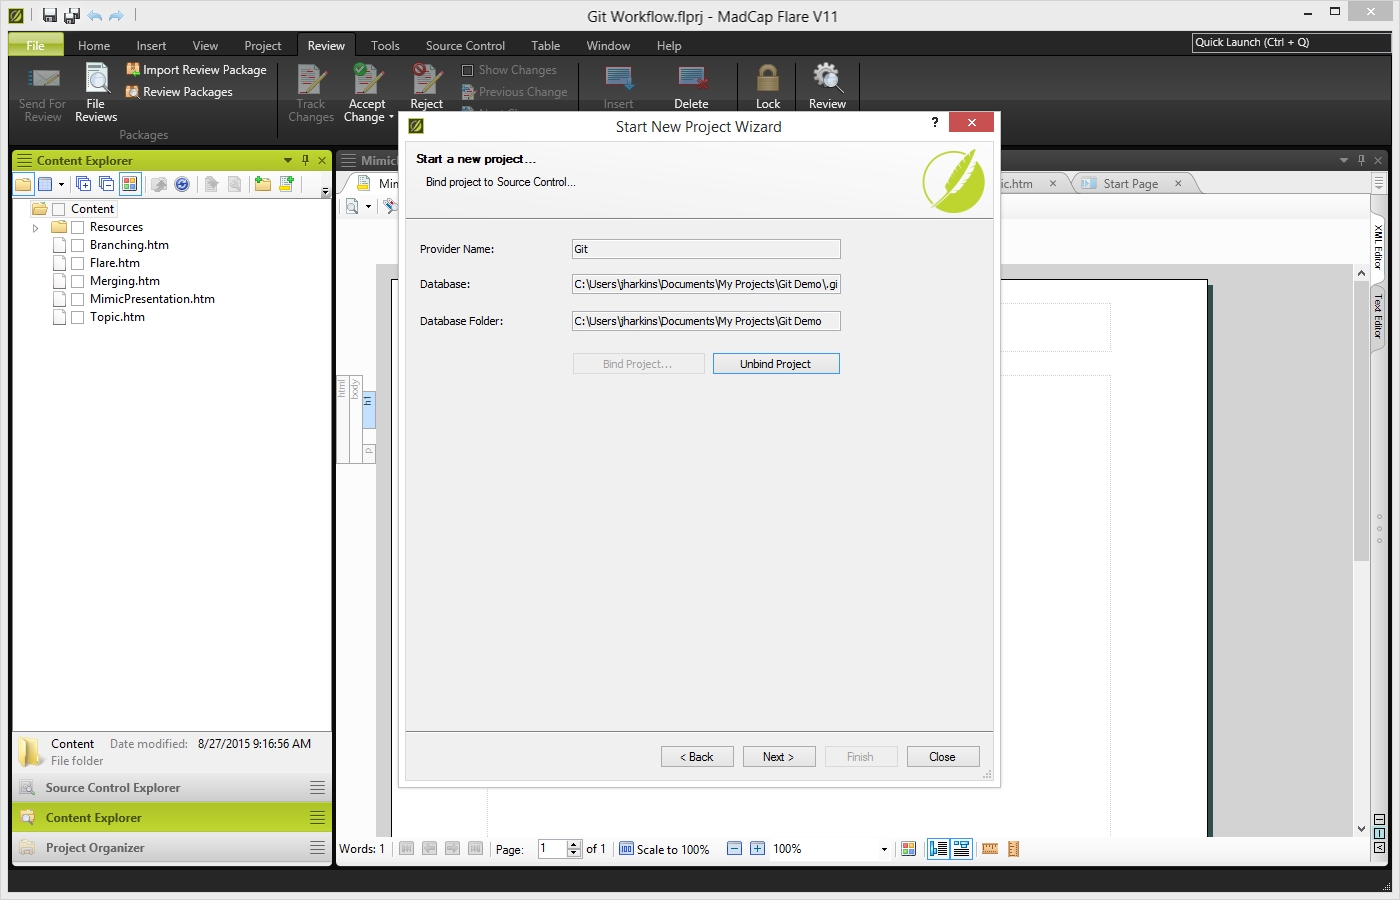 Git Workflow.flprj - MadCap Flare V11
File Home Insert View Project Review Tools Source Control Table Window Help
Quick Launch (Ctrl + Q)
Send For Review
File Reviews
Import Review Package
Review Packages
Packages
Track Changes
Accept Change
Reject
Show Changes
Previous Change
Insert
Delete
Lock
Review
Content Explorer
Content
Resources
Branching.htm
Flare.htm
Merging.htm
MimicPresentation.htm
Topic.htm
Content Date modified: 8/27/2015 9:16:56 AM
File folder
Source Control Explorer
Content Explorer
Project Organizer
Start Page
XML Editor
Text Editor
html
body
h1
p
Start New Project Wizard
?
Start a new project...
Bind project to Source Control...
Provider Name: Git
Database: C:\Users\jharkins\Documents\My Projects\Git Demo\.gi
Database Folder: C:\Users\jharkins\Documents\My Projects\Git Demo
Bind Project... Unbind Project
< Back Next > Finish Close
Words: 1 Page: 1 of 1 Scale to 100% 100%